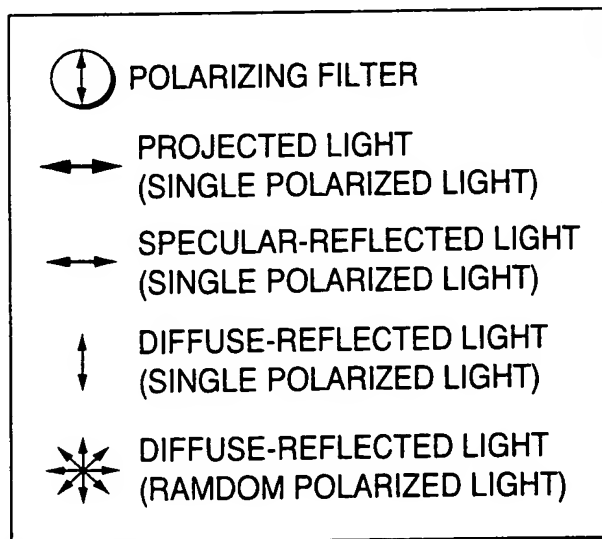 POLARIZING FILTER
PROJECTED LIGHT
(SINGLE POLARIZED LIGHT)
SPECULAR-REFLECTED LIGHT
(SINGLE POLARIZED LIGHT)
DIFFUSE-REFLECTED LIGHT
(SINGLE POLARIZED LIGHT)
DIFFUSE-REFLECTED LIGHT
(RAMDOM POLARIZED LIGHT)